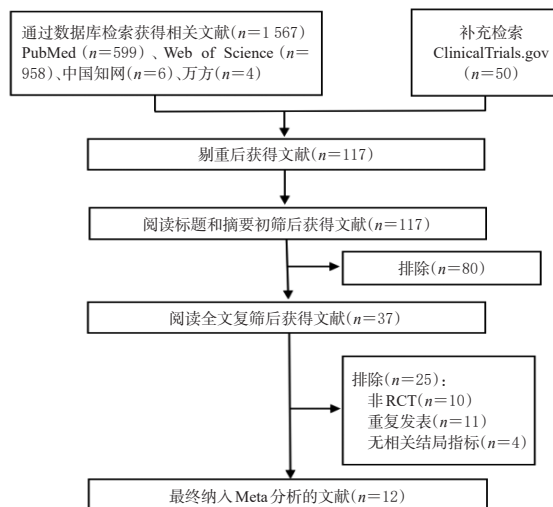 通过数据库检索获得相关文献(n=1 567)
PubMed (n=599)、Web of Science(n=
958)、中国知网(n=6)、万方(n=4)
补充检索
ClinicalTrials.gov
(n=50)
剔重后获得文献(n=117)
阅读标题和摘要初筛后获得文献(n=117)
排除(n=80)
阅读全文复筛后获得文献(n=37)
排除(n=25)：
非RCT(n=10)
重复发表(n=11)
无相关结局指标(n=4)
最终纳入Meta分析的文献(n=12)